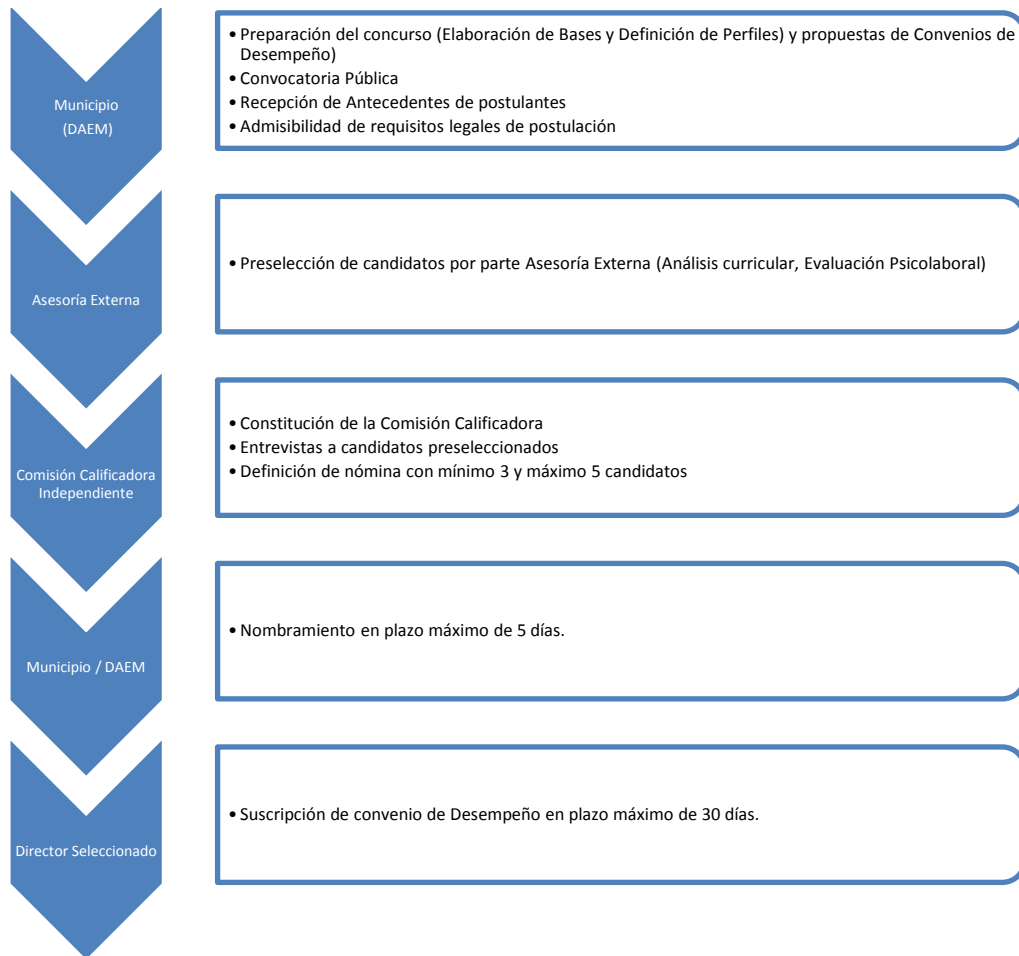 Municipio
(DAEM)
• Preparación del concurso (Elaboración de Bases y Definición de Perfiles) y propuestas de Convenios de
Desempeño)
• Convocatoria Pública
• Recepción de Antecedentes de postulantes
• Admisibilidad de requisitos legales de postulación
Asesoría Externa
• Preselección de candidatos por parte Asesoría Externa (Análisis curricular, Evaluación Psicolaboral)
Comisión Calificadora
Independiente
• Constitución de la Comisión Calificadora
• Entrevistas a candidatos preseleccionados
• Definición de nómina con mínimo 3 y máximo 5 candidatos
Municipio / DAEM
• Nombramiento en plazo máximo de 5 días.
Director Seleccionado
• Suscripción de convenio de Desempeño en plazo máximo de 30 días.